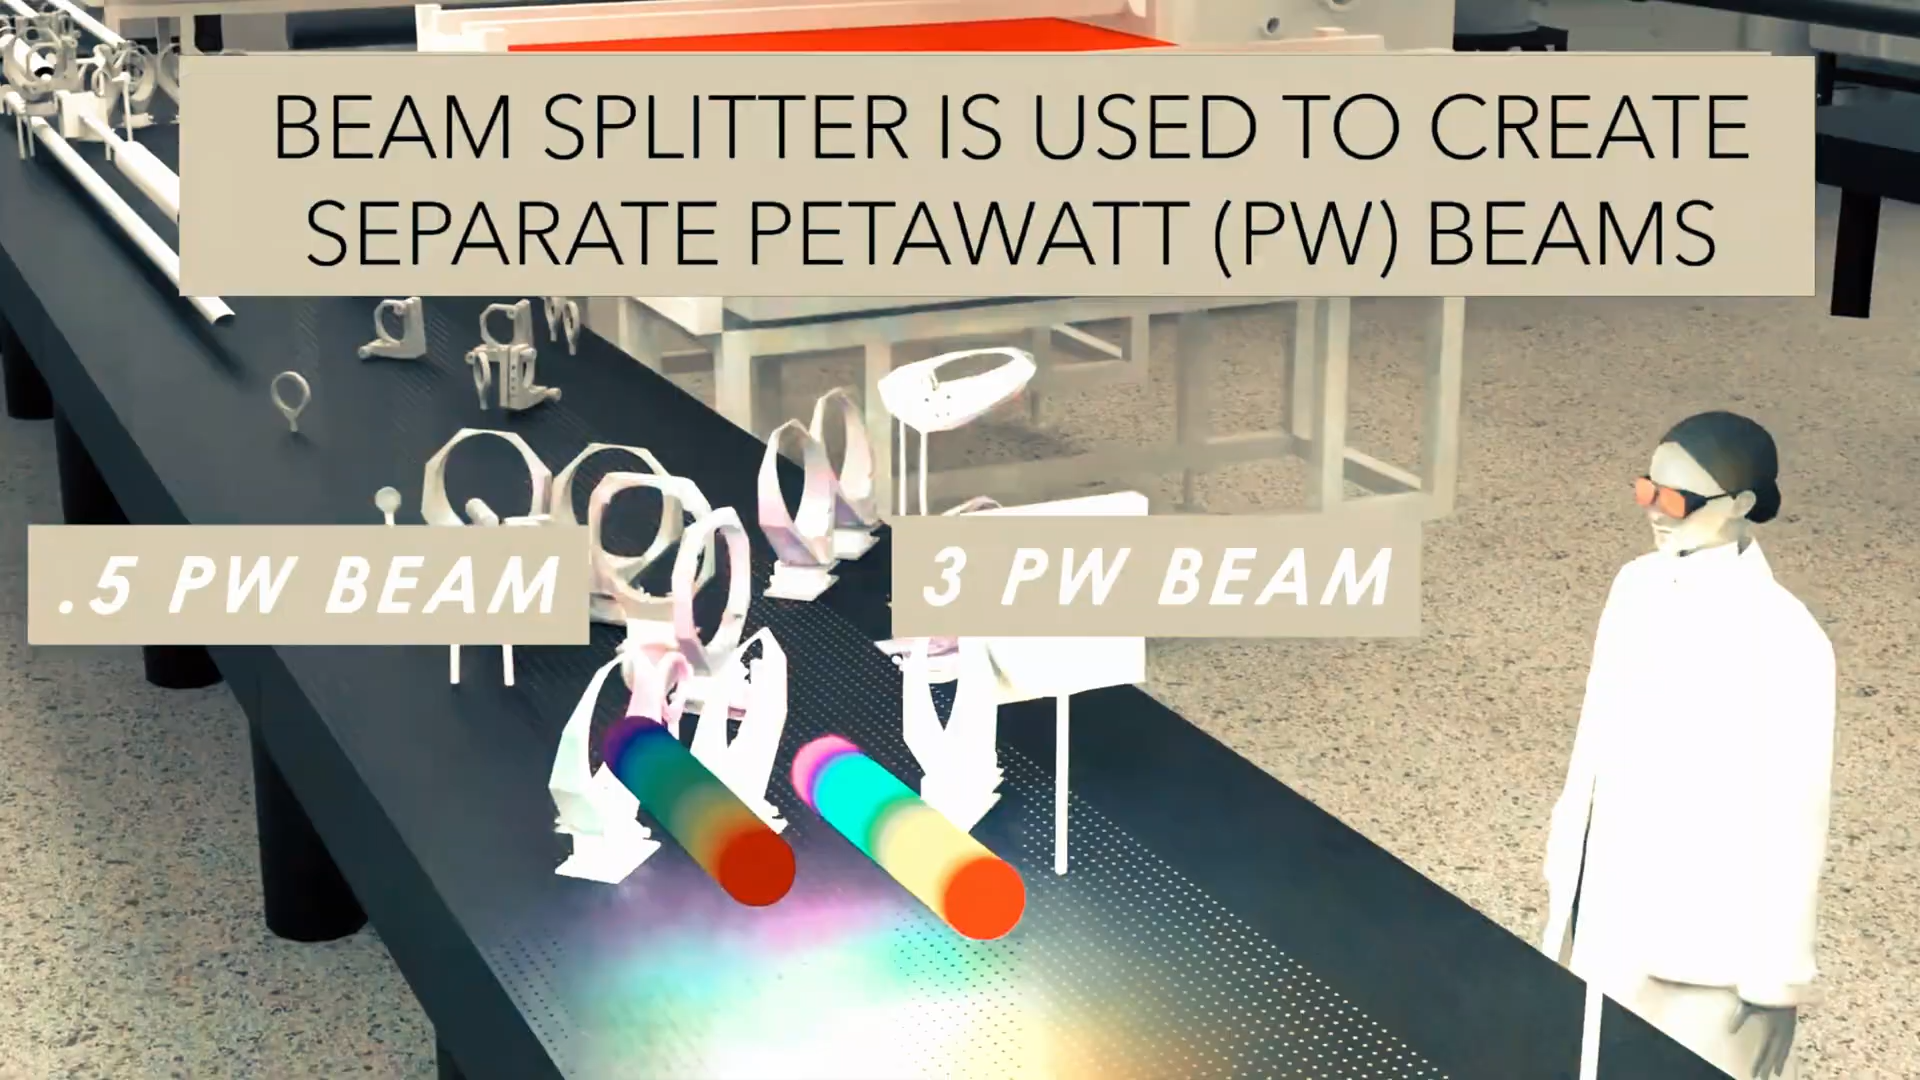 BEAM SPLITTER IS USED TO CREATE
SEPARATE PETAWATT (PW) BEAMS
.5 PW BEAM
3 PW BEAM